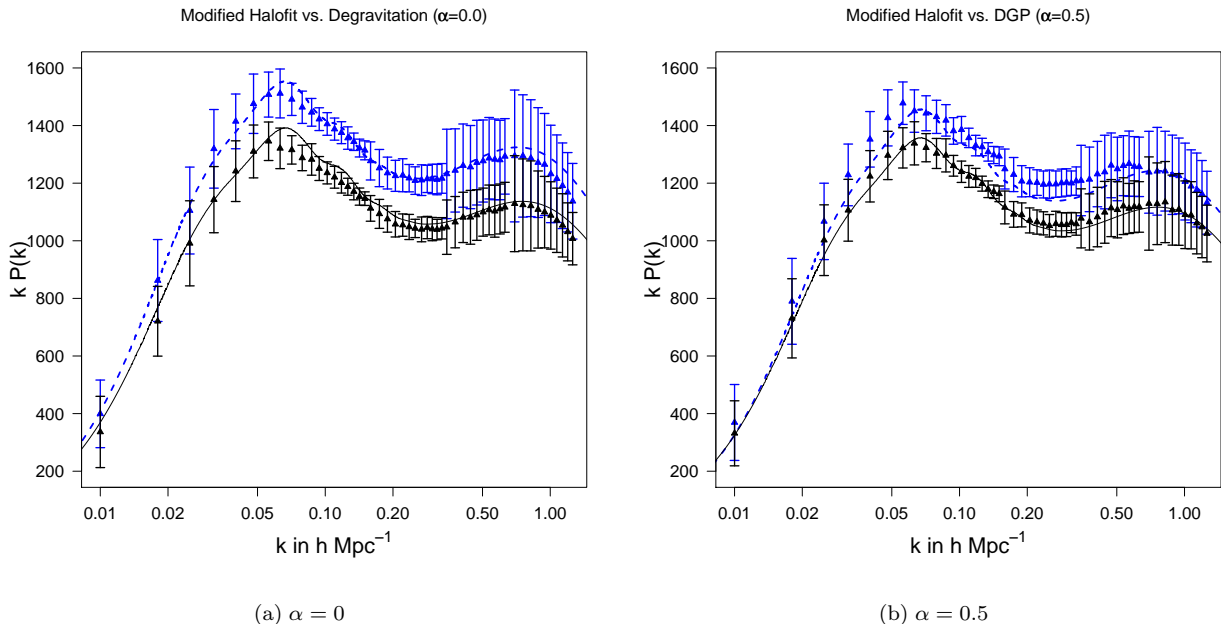 Modified Halofit vs. Degravitation (α=0.0)
1600
1400
1200
1000
800
600
400
200
k P(k)
0.01 0.02 0.05 0.10 0.20 0.50 1.00
k in h Mpc⁻¹
(a) α = 0
Modified Halofit vs. DGP (α=0.5)
1600
1400
1200
1000
800
600
400
200
k P(k)
0.01 0.02 0.05 0.10 0.20 0.50 1.00
k in h Mpc⁻¹
(b) α = 0.5